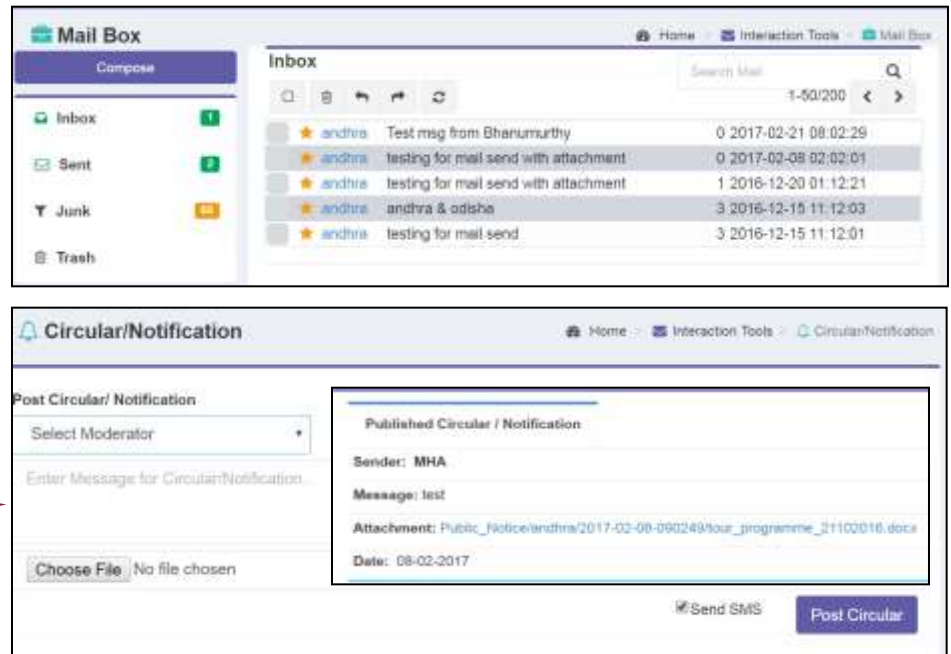 Mail Box
Home Interaction Tools Mail Box
Compose
Inbox
Search Mail
1-50/200
Inbox 1
Sent 2
Junk
Trash
andhra Test msg from Bhanumurthy 0 2017-02-21 08:02:29
andhra testing for mail send with attachment 0 2017-02-08 02:02:01
andhra testing for mail send with attachment 1 2016-12-20 01:12:21
andhra andhra & odisha 3 2016-12-15 11:12:03
andhra testing for mail send 3 2016-12-15 11:12:01
Circular/Notification
Home > Interaction Tools > Circular/Notification
Post Circular/ Notification
Select Moderator
Enter Message for Circular/Notification...
Choose File No file chosen
Published Circular / Notification
Sender: MHA
Message: test
Attachment: Public_Notice/andhra/2017-02-08-090249/tour_programme_21102016.docx
Date: 08-02-2017
Send SMS
Post Circular